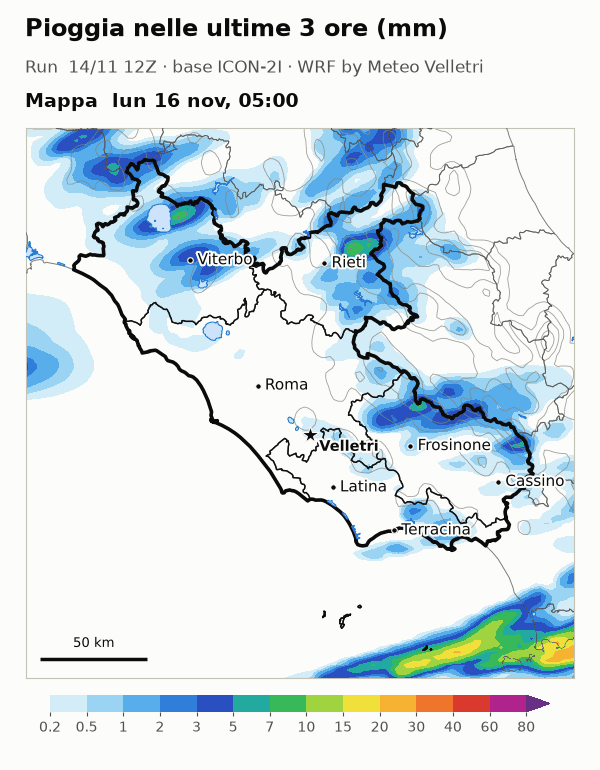 Pioggia nelle ultime 3 ore (mm)
Run  14/11 12Z · base ICON-2I · WRF by Meteo Velletri
Mappa  lun 16 nov, 05:00
Viterbo
Rieti
Roma
Velletri
Frosinone
Cassino
Latina
Terracina
50 km
0.2 0.5 1 2 3 5 7 10 15 20 30 40 60 80